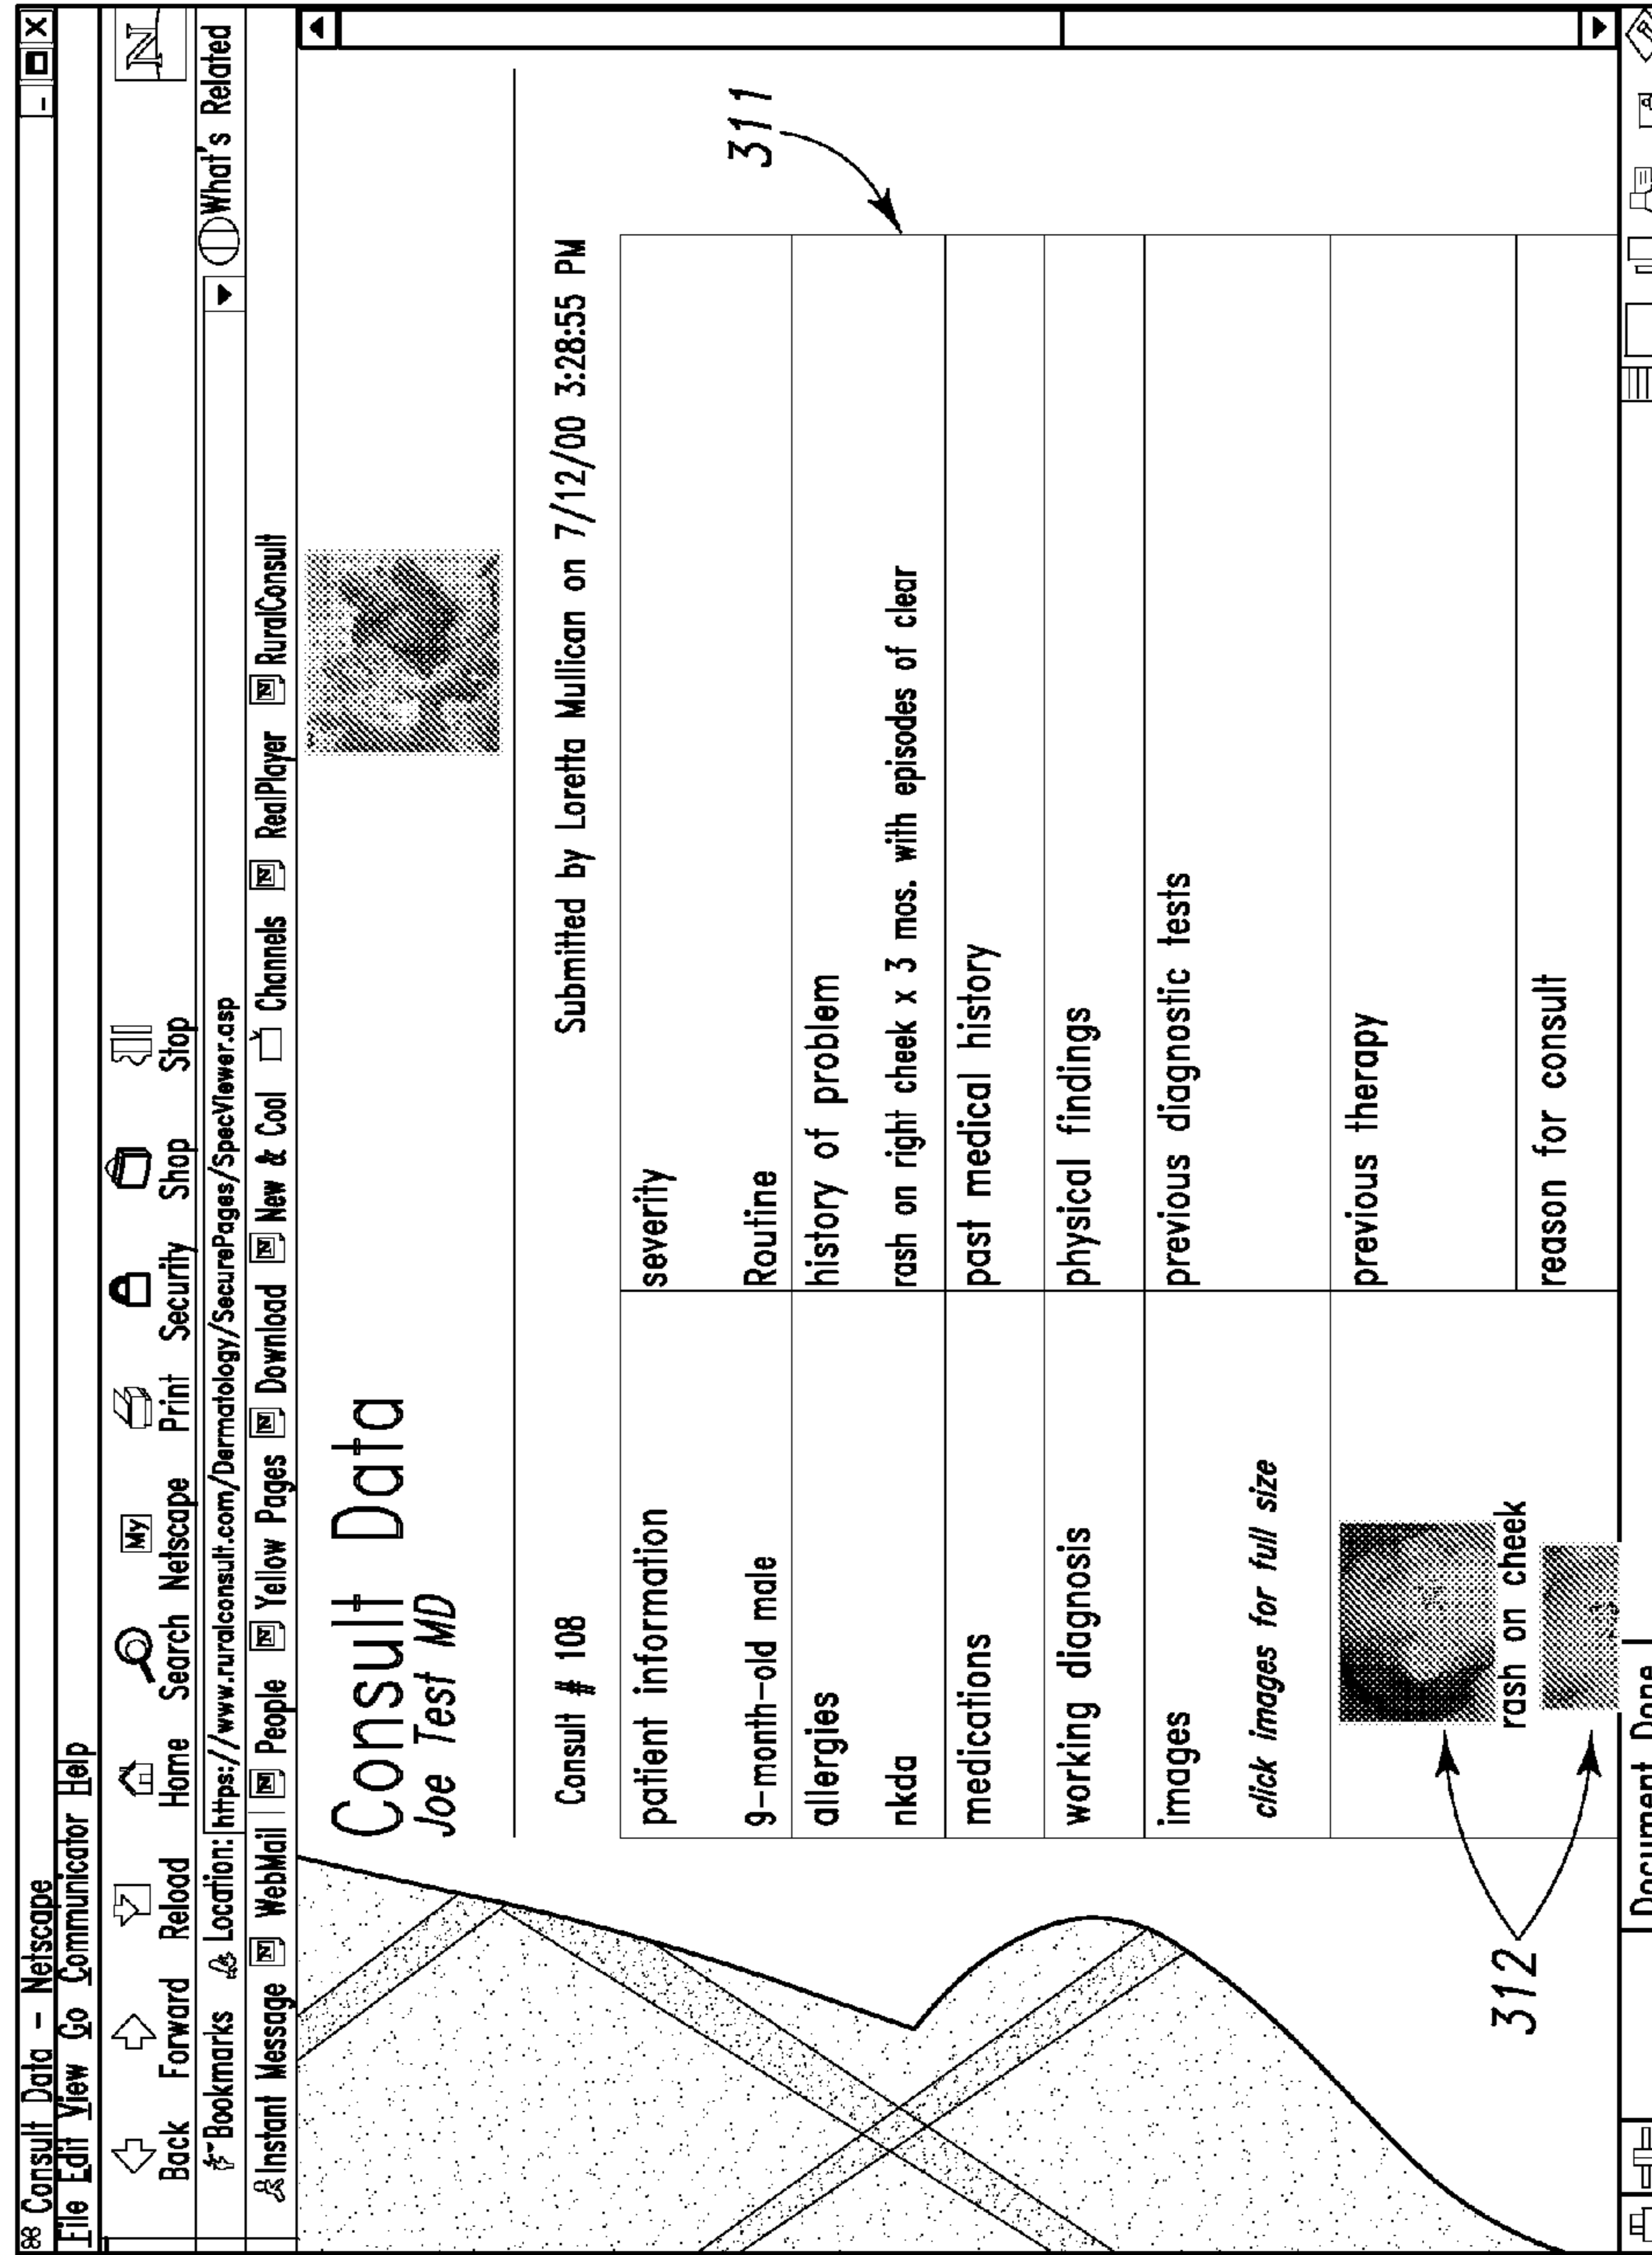 Consult Data – Netscape
File Edit View Go Communicator Help
N
Back Forward Reload Home Search Netscape Print Security Shop Stop
My
Bookmarks Location: https://www.ruralconsult.com/Dermatology/SecurePages/SpecViewer.asp What's Related
Instant Message WebMail People Yellow Pages Download New & Cool Channels RealPlayer RuralConsult
Consult Data
Joe Test MD
Consult # 108 Submitted by Loretta Mullican on 7/12/00 3:28:55 PM
patient information severity
9–month–old male Routine
311
allergies history of problem
nkda rash on right cheek x 3 mos. with episodes of clear
medications past medical history
working diagnosis physical findings
images previous diagnostic tests
click images for full size
previous therapy
312
rash on cheek
reason for consult
Document Done